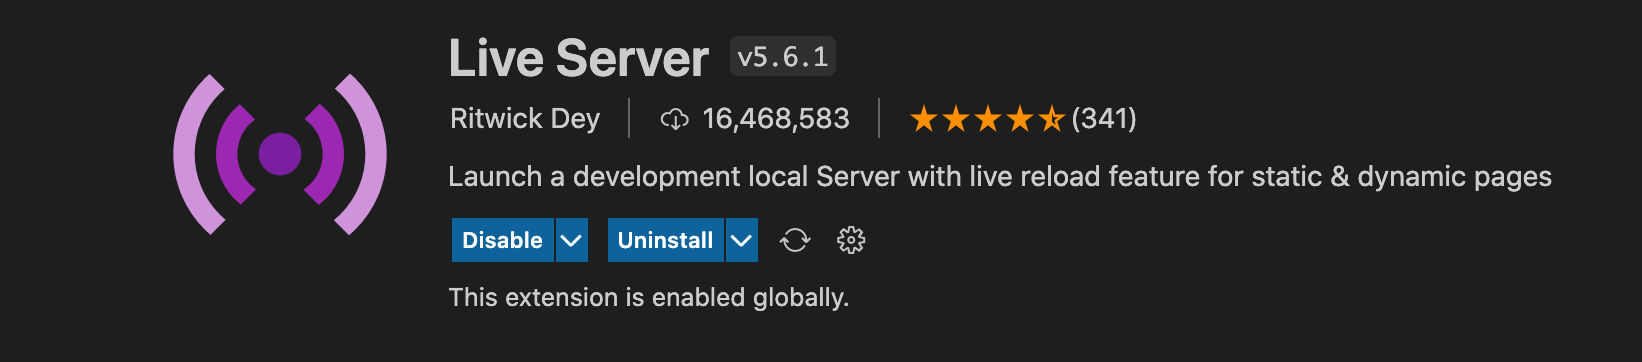 Live Server v5.6.1
Ritwick Dey 16,468,583 (341)
Launch a development local Server with live reload feature for static & dynamic pages
Disable Uninstall
This extension is enabled globally.